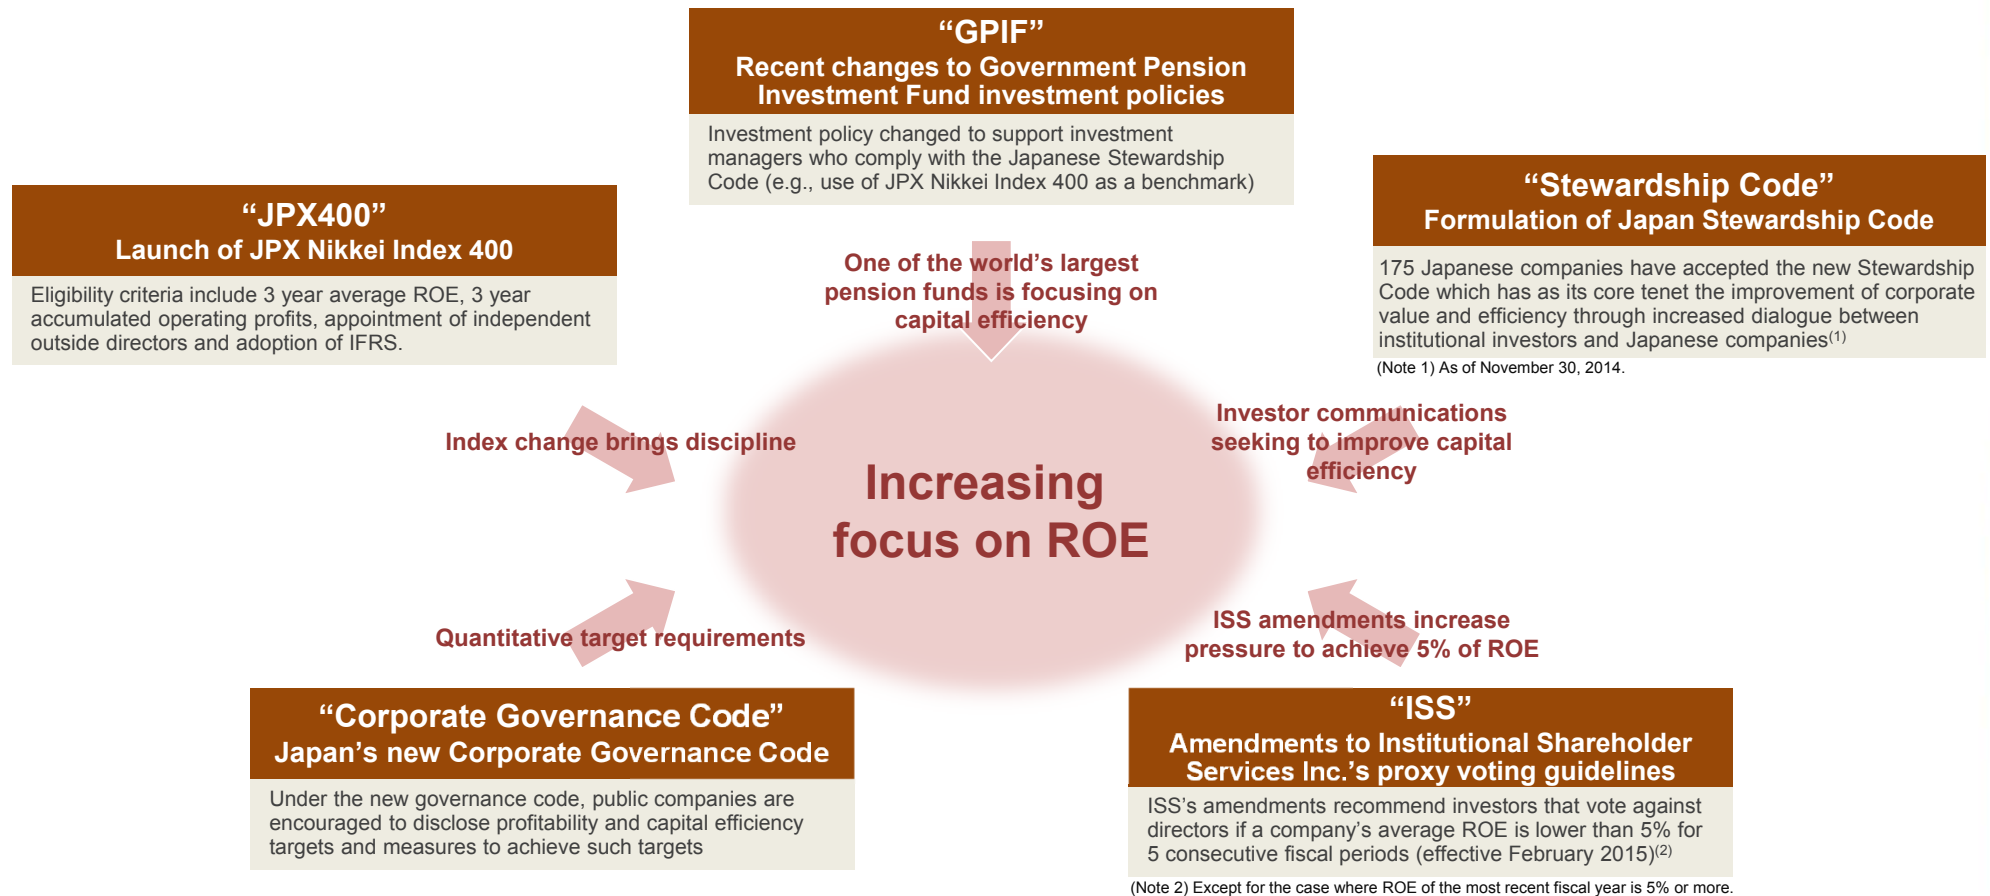 “GPIF”
Recent changes to Government Pension
Investment Fund investment policies
Investment policy changed to support investment
managers who comply with the Japanese Stewardship
Code (e.g., use of JPX Nikkei Index 400 as a benchmark)
“JPX400”
Launch of JPX Nikkei Index 400
Eligibility criteria include 3 year average ROE, 3 year
accumulated operating profits, appointment of independent
outside directors and adoption of IFRS.
“Stewardship Code”
Formulation of Japan Stewardship Code
175 Japanese companies have accepted the new Stewardship
Code which has as its core tenet the improvement of corporate
value and efficiency through increased dialogue between
institutional investors and Japanese companies(1)
(Note 1) As of November 30, 2014.
One of the world’s largest
pension funds is focusing on
capital efficiency
Index change brings discipline
Investor communications
seeking to improve capital
efficiency
Increasing
focus on ROE
Quantitative target requirements
ISS amendments increase
pressure to achieve 5% of ROE
“Corporate Governance Code”
Japan’s new Corporate Governance Code
Under the new governance code, public companies are
encouraged to disclose profitability and capital efficiency
targets and measures to achieve such targets
“ISS”
Amendments to Institutional Shareholder
Services Inc.’s proxy voting guidelines
ISS’s amendments recommend investors that vote against
directors if a company’s average ROE is lower than 5% for
5 consecutive fiscal periods (effective February 2015)(2)
(Note 2) Except for the case where ROE of the most recent fiscal year is 5% or more.